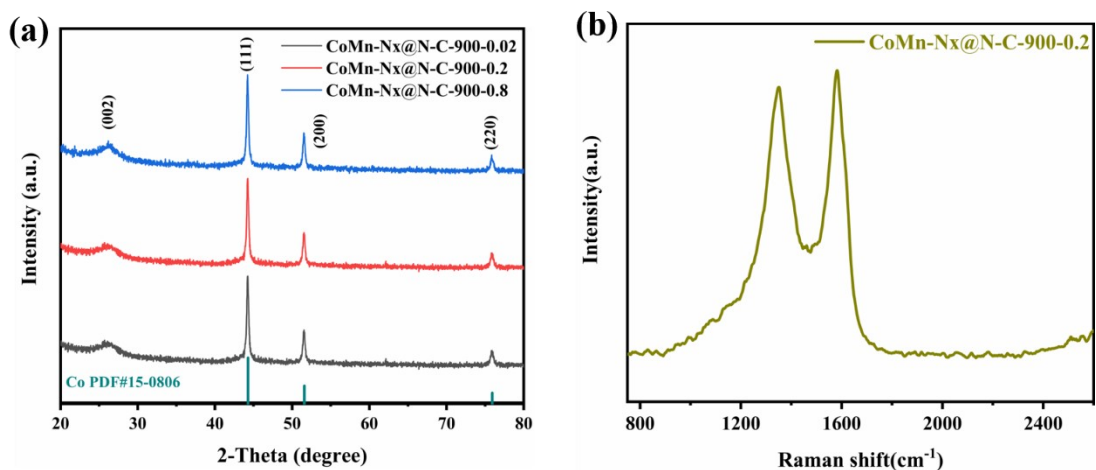 (a)
CoMn-Nx@N-C-900-0.02
CoMn-Nx@N-C-900-0.2
CoMn-Nx@N-C-900-0.8
(002)
(111)
(200)
(220)
Co PDF#15-0806
Intensity (a.u.)
20 30 40 50 60 70 80
2-Theta (degree)
(b)
CoMn-Nx@N-C-900-0.2
Intensity(a.u.)
800 1200 1600 2000 2400
Raman shift(cm⁻¹)